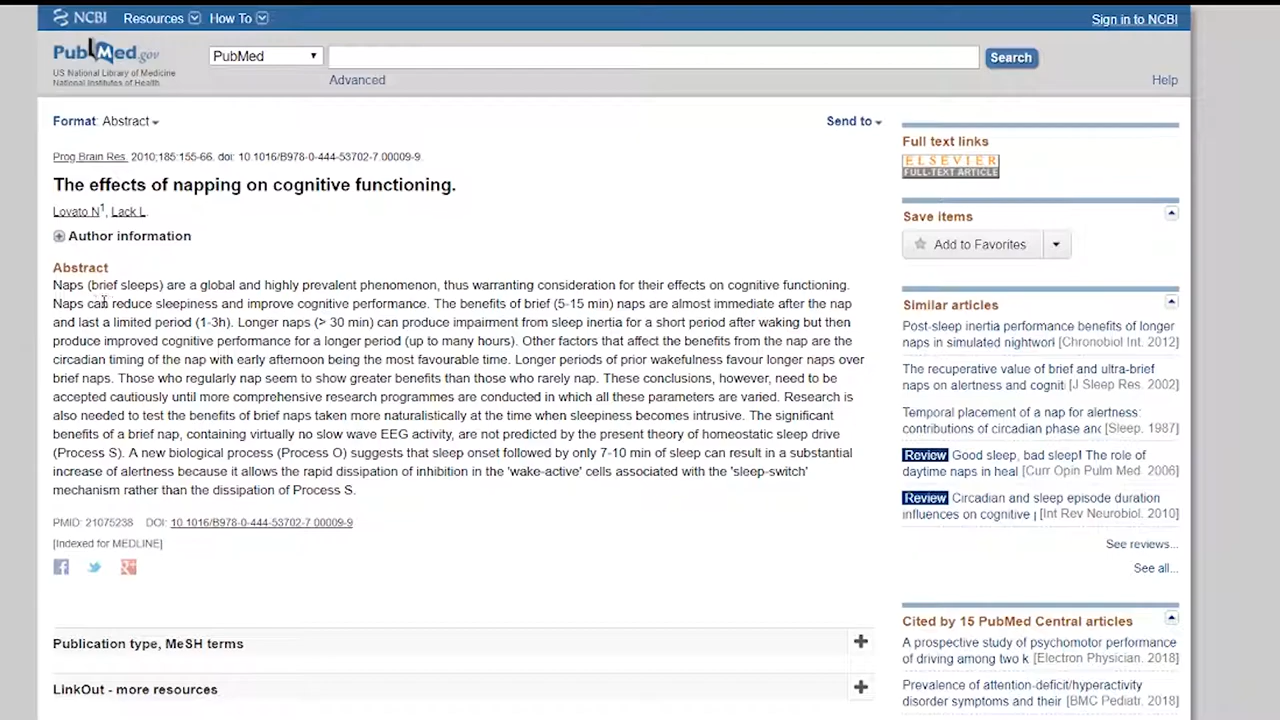 NCBI Resources How To Sign in to NCBI
PubMed.gov
US National Library of Medicine
National Institutes of Health
PubMed
Search
Advanced
Help
Format: Abstract
Send to
Prog Brain Res. 2010;185:155-66. doi: 10.1016/B978-0-444-53702-7.00009-9.
The effects of napping on cognitive functioning.
Lovato N1, Lack L.
Author information
Abstract
Naps (brief sleeps) are a global and highly prevalent phenomenon, thus warranting consideration for their effects on cognitive functioning.
Naps can reduce sleepiness and improve cognitive performance. The benefits of brief (5-15 min) naps are almost immediate after the nap
and last a limited period (1-3h). Longer naps (> 30 min) can produce impairment from sleep inertia for a short period after waking but then
produce improved cognitive performance for a longer period (up to many hours). Other factors that affect the benefits from the nap are the
circadian timing of the nap with early afternoon being the most favourable time. Longer periods of prior wakefulness favour longer naps over
brief naps. Those who regularly nap seem to show greater benefits than those who rarely nap. These conclusions, however, need to be
accepted cautiously until more comprehensive research programmes are conducted in which all these parameters are varied. Research is
also needed to test the benefits of brief naps taken more naturalistically at the time when sleepiness becomes intrusive. The significant
benefits of a brief nap, containing virtually no slow wave EEG activity, are not predicted by the present theory of homeostatic sleep drive
(Process S). A new biological process (Process O) suggests that sleep onset followed by only 7-10 min of sleep can result in a substantial
increase of alertness because it allows the rapid dissipation of inhibition in the 'wake-active' cells associated with the 'sleep-switch'
mechanism rather than the dissipation of Process S.
PMID: 21075238 DOI: 10.1016/B978-0-444-53702-7.00009-9
[Indexed for MEDLINE]
Publication type, MeSH terms
LinkOut - more resources
Full text links
ELSEVIER
FULL-TEXT ARTICLE
Save items
Add to Favorites
Similar articles
Post-sleep inertia performance benefits of longer
naps in simulated nightworl [Chronobiol Int. 2012]
The recuperative value of brief and ultra-brief
naps on alertness and cogniti [J Sleep Res. 2002]
Temporal placement of a nap for alertness:
contributions of circadian phase anc [Sleep. 1987]
Review Good sleep, bad sleep! The role of
daytime naps in heal [Curr Opin Pulm Med. 2006]
Review Circadian and sleep episode duration
influences on cognitive p [Int Rev Neurobiol. 2010]
See reviews...
See all...
Cited by 15 PubMed Central articles
A prospective study of psychomotor performance
of driving among two k [Electron Physician. 2018]
Prevalence of attention-deficit/hyperactivity
disorder symptoms and their [BMC Pediatr. 2018]